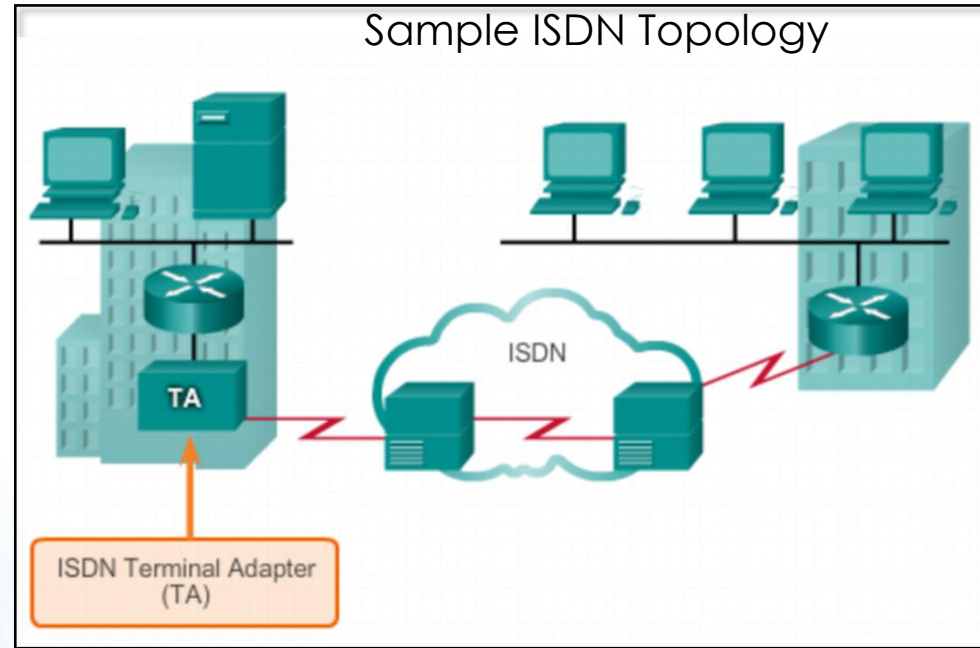 Sample ISDN Topology
ISDN
TA
ISDN Terminal Adapter
(TA)